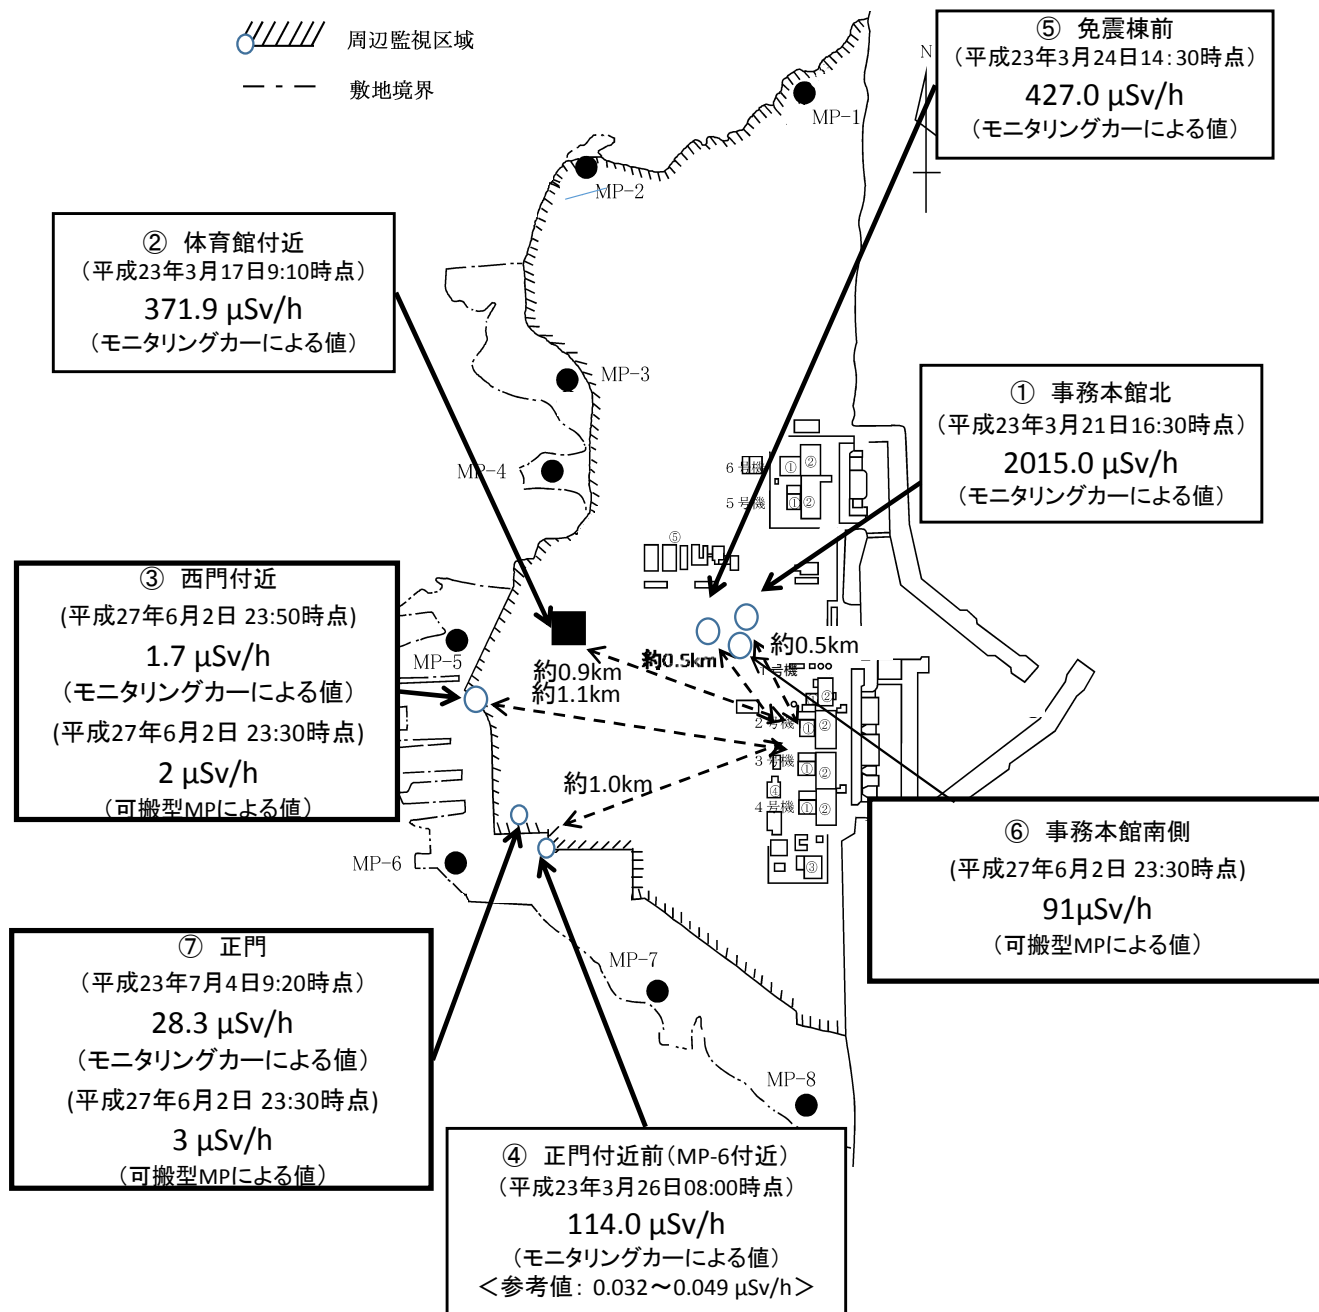 周辺監視区域
敷地境界
⑤ 免震棟前
（平成23年3月24日14:30時点）
427.0 μSv/h
（モニタリングカーによる値）
N
MP-1
MP-2
② 体育館付近
（平成23年3月17日9:10時点）
371.9 μSv/h
（モニタリングカーによる値）
MP-3
① 事務本館北
（平成23年3月21日16:30時点）
2015.0 μSv/h
（モニタリングカーによる値）
MP-4
6号機
①
②
5号機
①
②
⑤
③ 西門付近
(平成27年6月2日 23:50時点)
1.7 μSv/h
（モニタリングカーによる値）
(平成27年6月2日 23:30時点)
2 μSv/h
（可搬型MPによる値）
MP-5
約0.9km
約1.1km
約0.5km
約0.5km
1号機
②
2号機
①
②
3号機
①
②
④
4号機
①
②
③
約1.0km
MP-6
⑥ 事務本館南側
(平成27年6月2日 23:30時点)
91μSv/h
（可搬型MPによる値）
⑦ 正門
（平成23年7月4日9:20時点）
28.3 μSv/h
（モニタリングカーによる値）
(平成27年6月2日 23:30時点)
3 μSv/h
（可搬型MPによる値）
MP-7
MP-8
④ 正門付近前（MP-6付近）
（平成23年3月26日08:00時点）
114.0 μSv/h
（モニタリングカーによる値）
＜参考値: 0.032～0.049 μSv/h＞